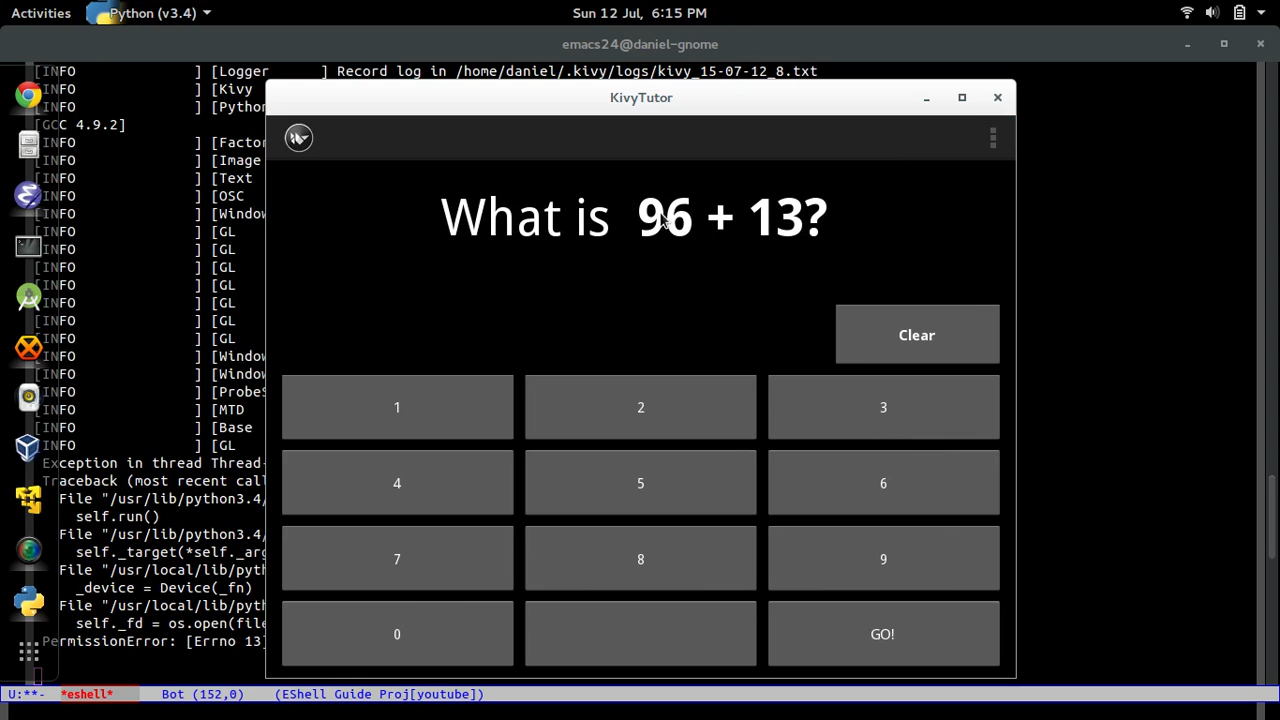 Activities Python (v3.4) Sun 12 Jul, 6:15 PM
emacs24@daniel-gnome
[INFO ] [Logger ] Record log in /home/daniel/.kivy/logs/kivy_15-07-12_8.txt
[INFO ] [Kivy
[INFO ] [Python
[GCC 4.9.2]
[INFO ] [Factor
[INFO ] [Image
[INFO ] [Text
[INFO ] [OSC
[INFO ] [Window
[INFO ] [GL
[INFO ] [GL
[INFO ] [GL
[INFO ] [GL
[INFO ] [GL
[INFO ] [GL
[INFO ] [GL
[INFO ] [Window
[INFO ] [Window
[INFO ] [ProbeS
[INFO ] [MTD
[INFO ] [Base
[INFO ] [GL
Exception in thread Thread-
Traceback (most recent call
File "/usr/lib/python3.4/
self.run()
File "/usr/lib/python3.4/
self._target(*self._arg
File "/usr/local/lib/pyth
_device = Device(_fn)
File "/usr/local/lib/pyth
self._fd = os.open(file
PermissionError: [Errno 13]
KivyTutor
What is 96 + 13?
Clear
1 2 3
4 5 6
7 8 9
0 GO!
U:**- *eshell* Bot (152,0) (EShell Guide Proj[youtube])